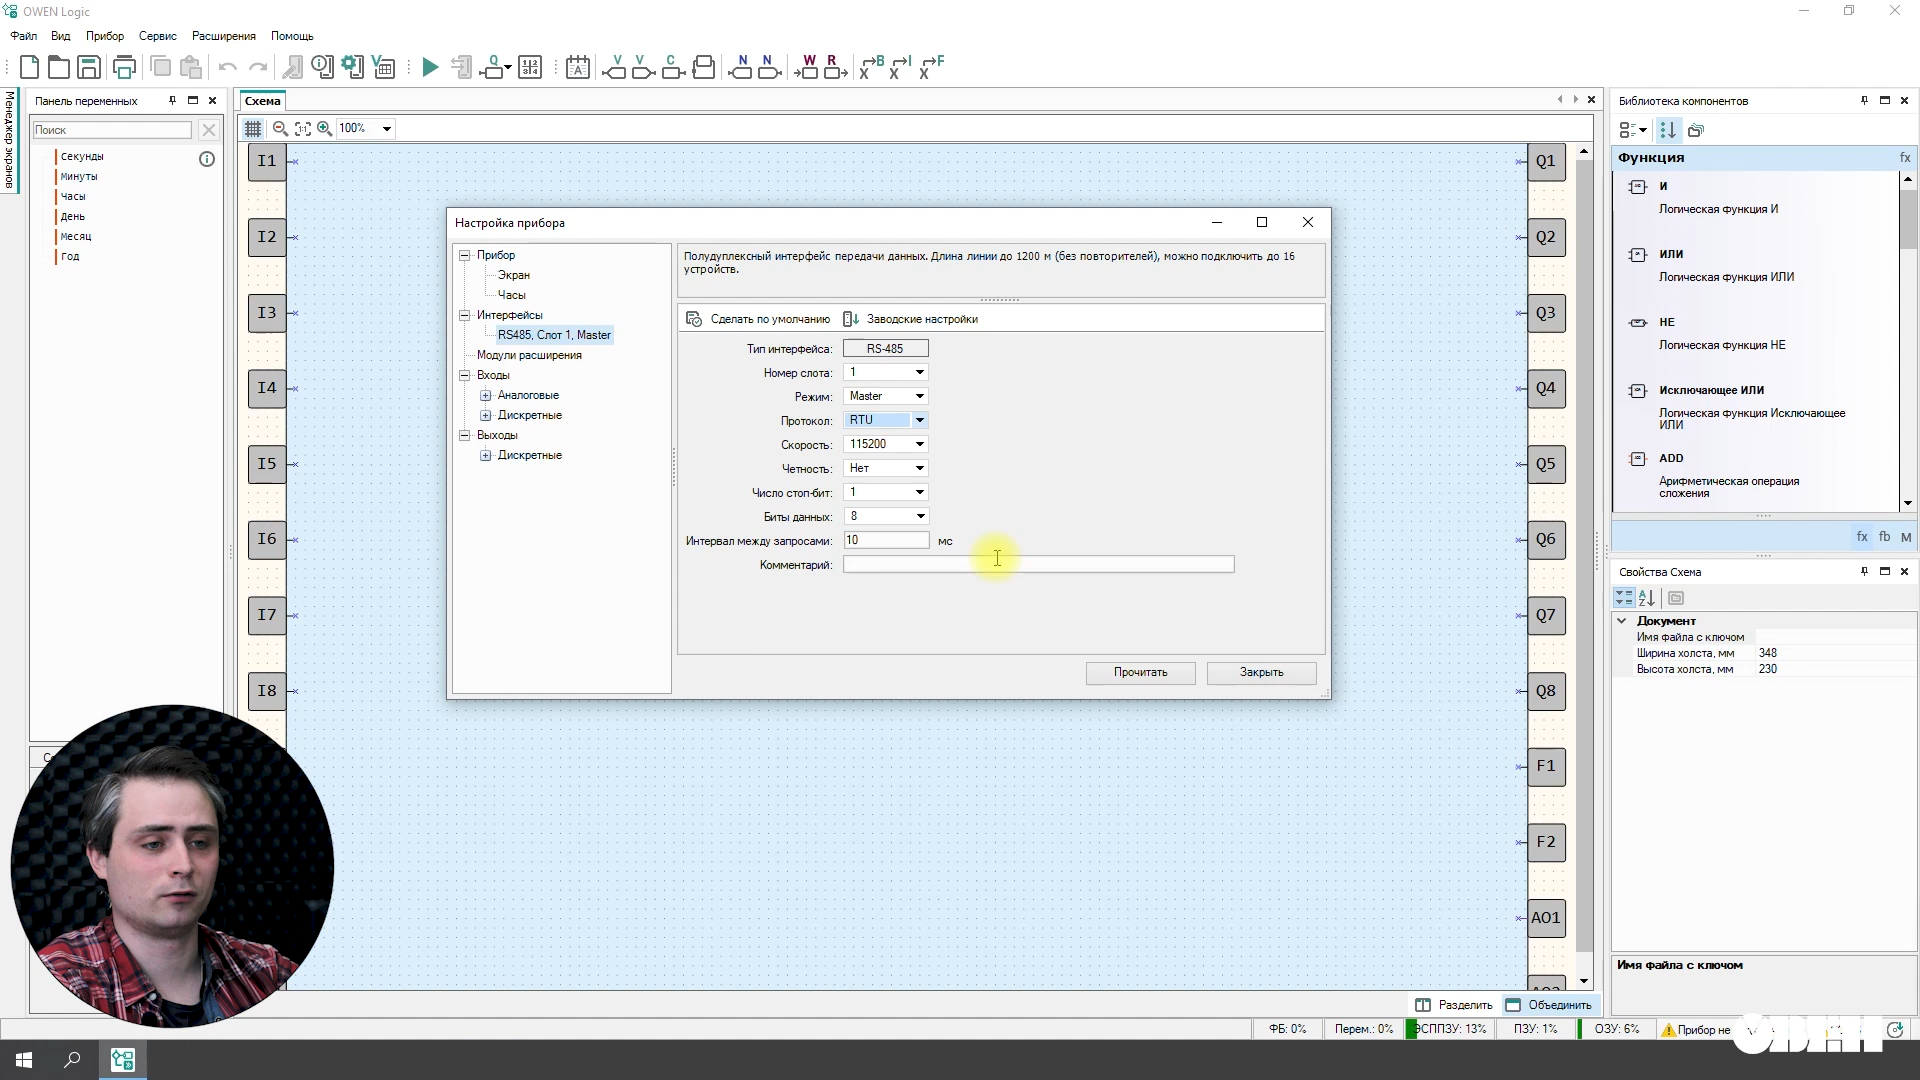 OWEN Logic
Файл Вид Прибор Сервис Расширения Помощь
Менеджер экранов
Панель переменных
Поиск
Секунды
Минуты
Часы
День
Месяц
Год
Схема
100%
I1
I2
I3
I4
I5
I6
I7
I8
Настройка прибора
Прибор
Экран
Часы
Интерфейсы
RS485, Слот 1, Master
Модули расширения
Входы
Аналоговые
Дискретные
Выходы
Дискретные
Полудуплексный интерфейс передачи данных. Длина линии до 1200 м (без повторителей), можно подключить до 16
устройств.
Сделать по умолчанию Заводские настройки
Тип интерфейса: RS-485
Номер слота: 1
Режим: Master
Протокол: RTU
Скорость: 115200
Четность: Нет
Число стоп-бит: 1
Биты данных: 8
Интервал между запросами: 10 мс
Комментарий:
Прочитать Закрыть
Q1
Q2
Q3
Q4
Q5
Q6
Q7
Q8
F1
F2
AO1
Библиотека компонентов
Функция fx
И
Логическая функция И
ИЛИ
Логическая функция ИЛИ
НЕ
Логическая функция НЕ
Исключающее ИЛИ
Логическая функция Исключающее
ИЛИ
ADD
Арифметическая операция
сложения
fx fb M
Свойства Схема
Документ
Имя файла с ключом
Ширина холста, мм 348
Высота холста, мм 230
Имя файла с ключом
Разделить Объединить
ФБ: 0% Перем.: 0% ЭСППЗУ: 13% ПЗУ: 1% ОЗУ: 6% Прибор не